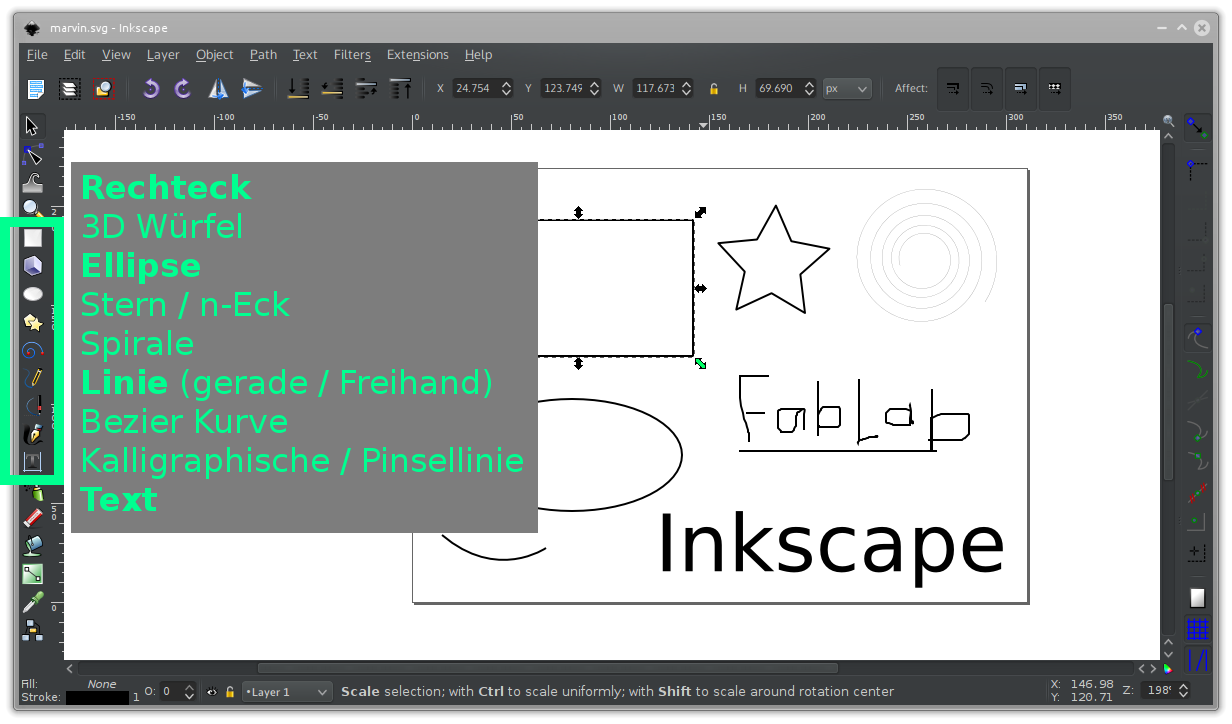 marvin.svg - Inkscape
File Edit View Layer Object Path Text Filters Extensions Help
X 24.754 Y 123.749 W 117.673 H 69.690 px Affect:
-150 -100 -50 0 50 100 150 200 250 300 350
Rechteck
3D Würfel
Ellipse
Stern / n-Eck
Spirale
Linie (gerade / Freihand)
Bezier Kurve
Kalligraphische / Pinsellinie
Text
FabLab
Inkscape
Fill: None
Stroke: 1 O: 0 •Layer 1 Scale selection; with Ctrl to scale uniformly; with Shift to scale around rotation center
X: 146.98
Y: 120.71
Z: 198%